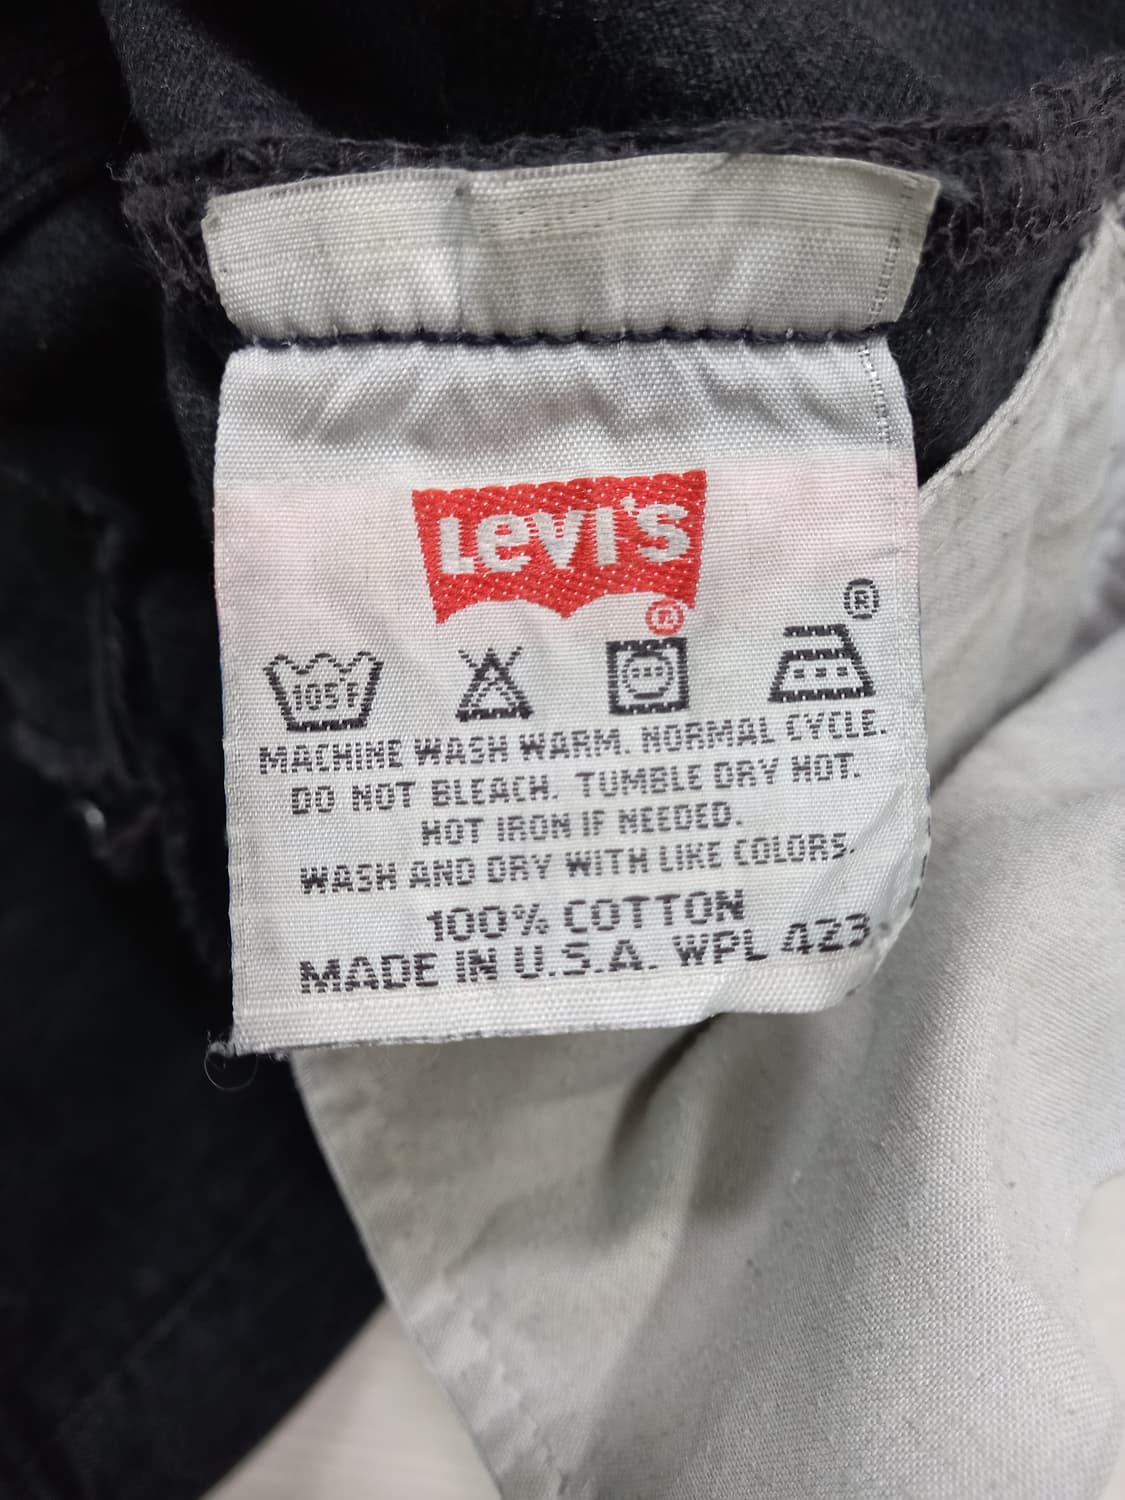 LEVI'S
®
®
105F
MACHINE WASH WARM. NORMAL CYCLE.
DO NOT BLEACH. TUMBLE DRY HOT.
HOT IRON IF NEEDED.
WASH AND DRY WITH LIKE COLORS.
100% COTTON
MADE IN U.S.A. WPL 423